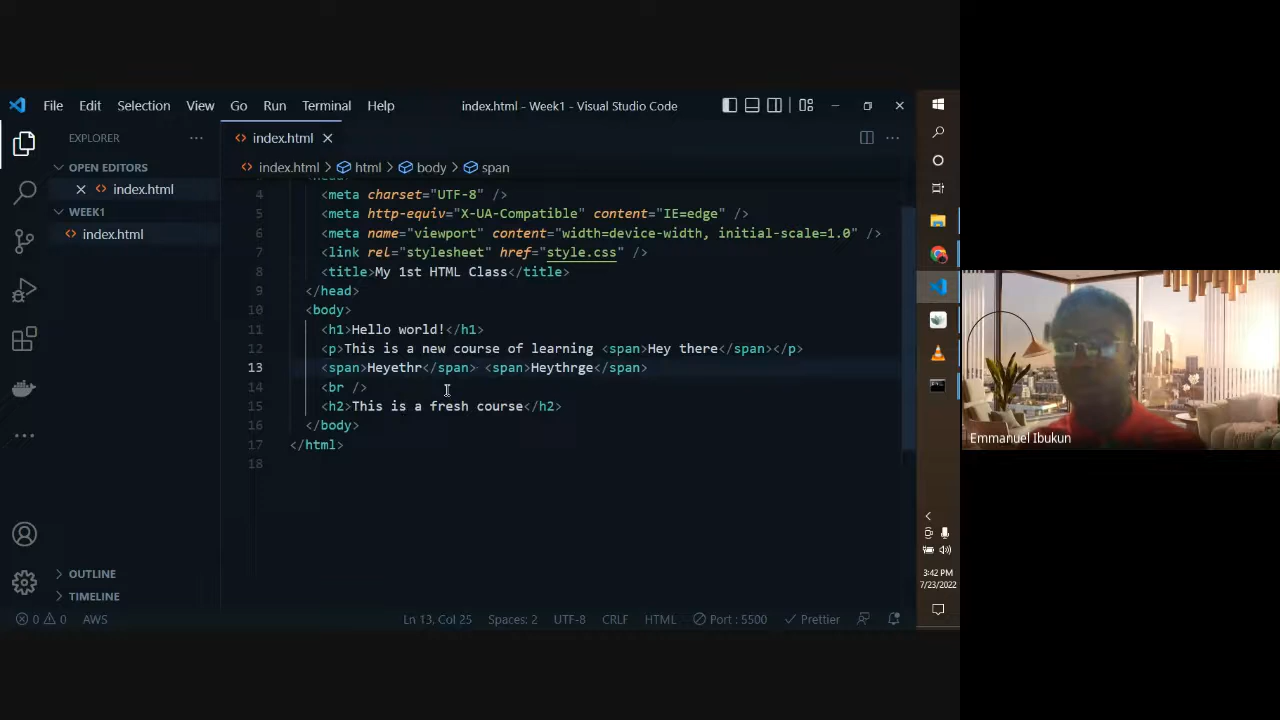 File Edit Selection View Go Run Terminal Help index.html - Week1 - Visual Studio Code
EXPLORER
index.html
OPEN EDITORS
index.html
WEEK1
index.html
index.html > html > body > span
4 <meta charset="UTF-8" />
5 <meta http-equiv="X-UA-Compatible" content="IE=edge" />
6 <meta name="viewport" content="width=device-width, initial-scale=1.0" />
7 <link rel="stylesheet" href="style.css" />
8 <title>My 1st HTML Class</title>
9 </head>
10 <body>
11 <h1>Hello world!</h1>
12 <p>This is a new course of learning <span>Hey there</span></p>
13 <span>Heyethr</span> <span>Heythrge</span>
14 <br />
15 <h2>This is a fresh course</h2>
16 </body>
17 </html>
18
OUTLINE
TIMELINE
0 0 AWS Ln 13, Col 25 Spaces: 2 UTF-8 CRLF HTML Port : 5500 Prettier
3:42 PM
7/23/2022
Emmanuel Ibukun